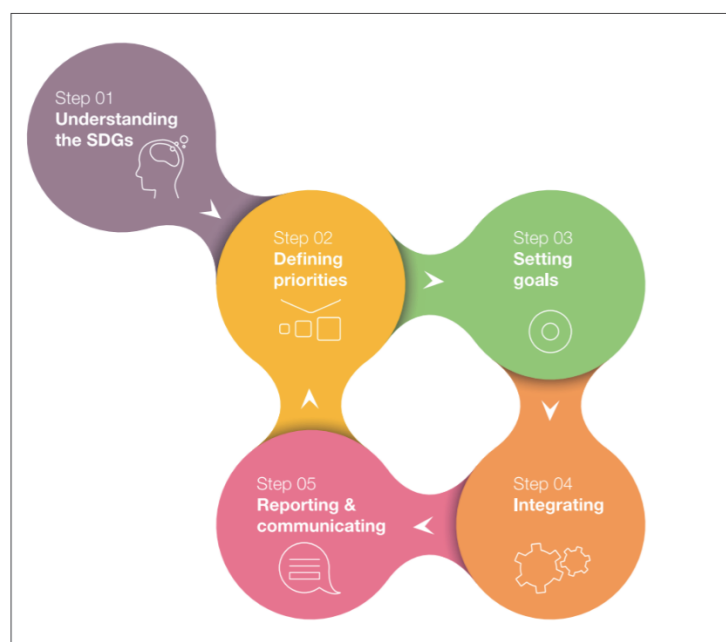 Step 01
Understanding
the SDGs
Step 02
Defining
priorities
Step 03
Setting
goals
Step 04
Integrating
Step 05
Reporting &
communicating